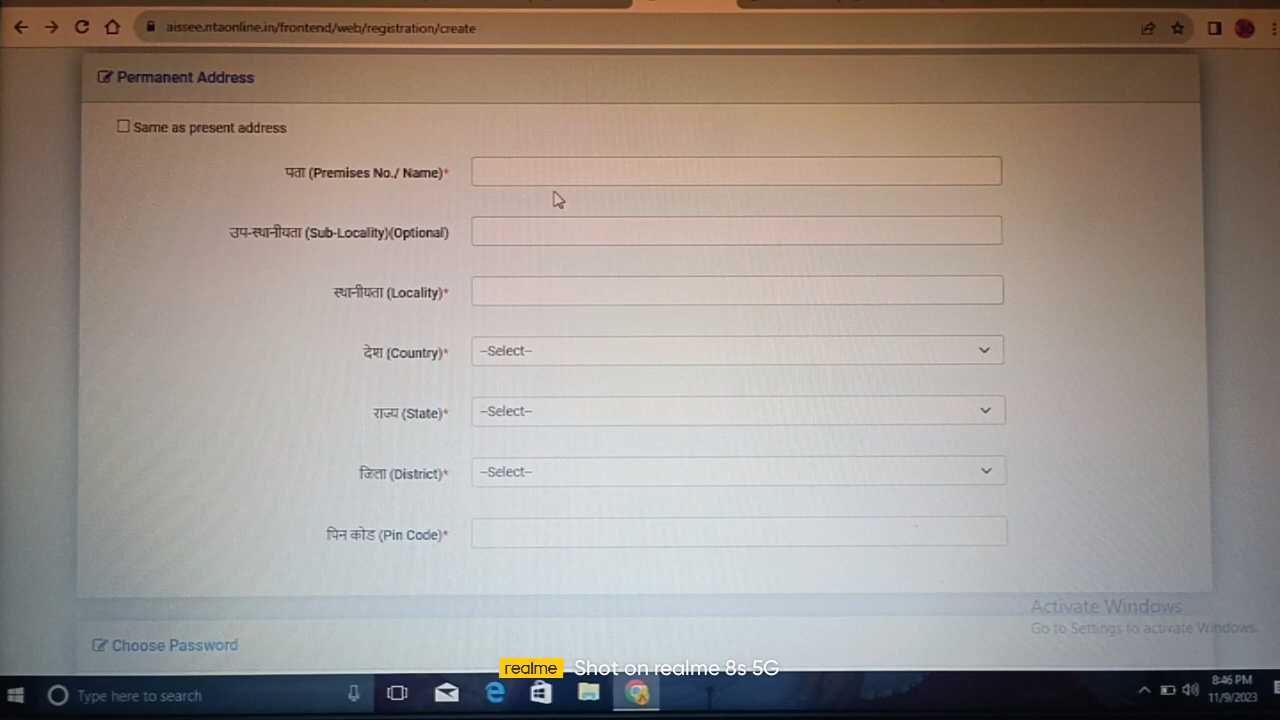 aissee.ntaonline.in/frontend/web/registration/create
Permanent Address
Same as present address
पता (Premises No./ Name)*
उप-स्थानीयता (Sub-Locality)(Optional)
स्थानीयता (Locality)*
देश (Country)* --Select--
राज्य (State)* --Select--
जिला (District)* --Select--
पिन कोड (Pin Code)*
Activate Windows
Go to Settings to activate Windows.
Choose Password
realme Shot on realme 8s 5G
Type here to search
8:46 PM
11/9/2023